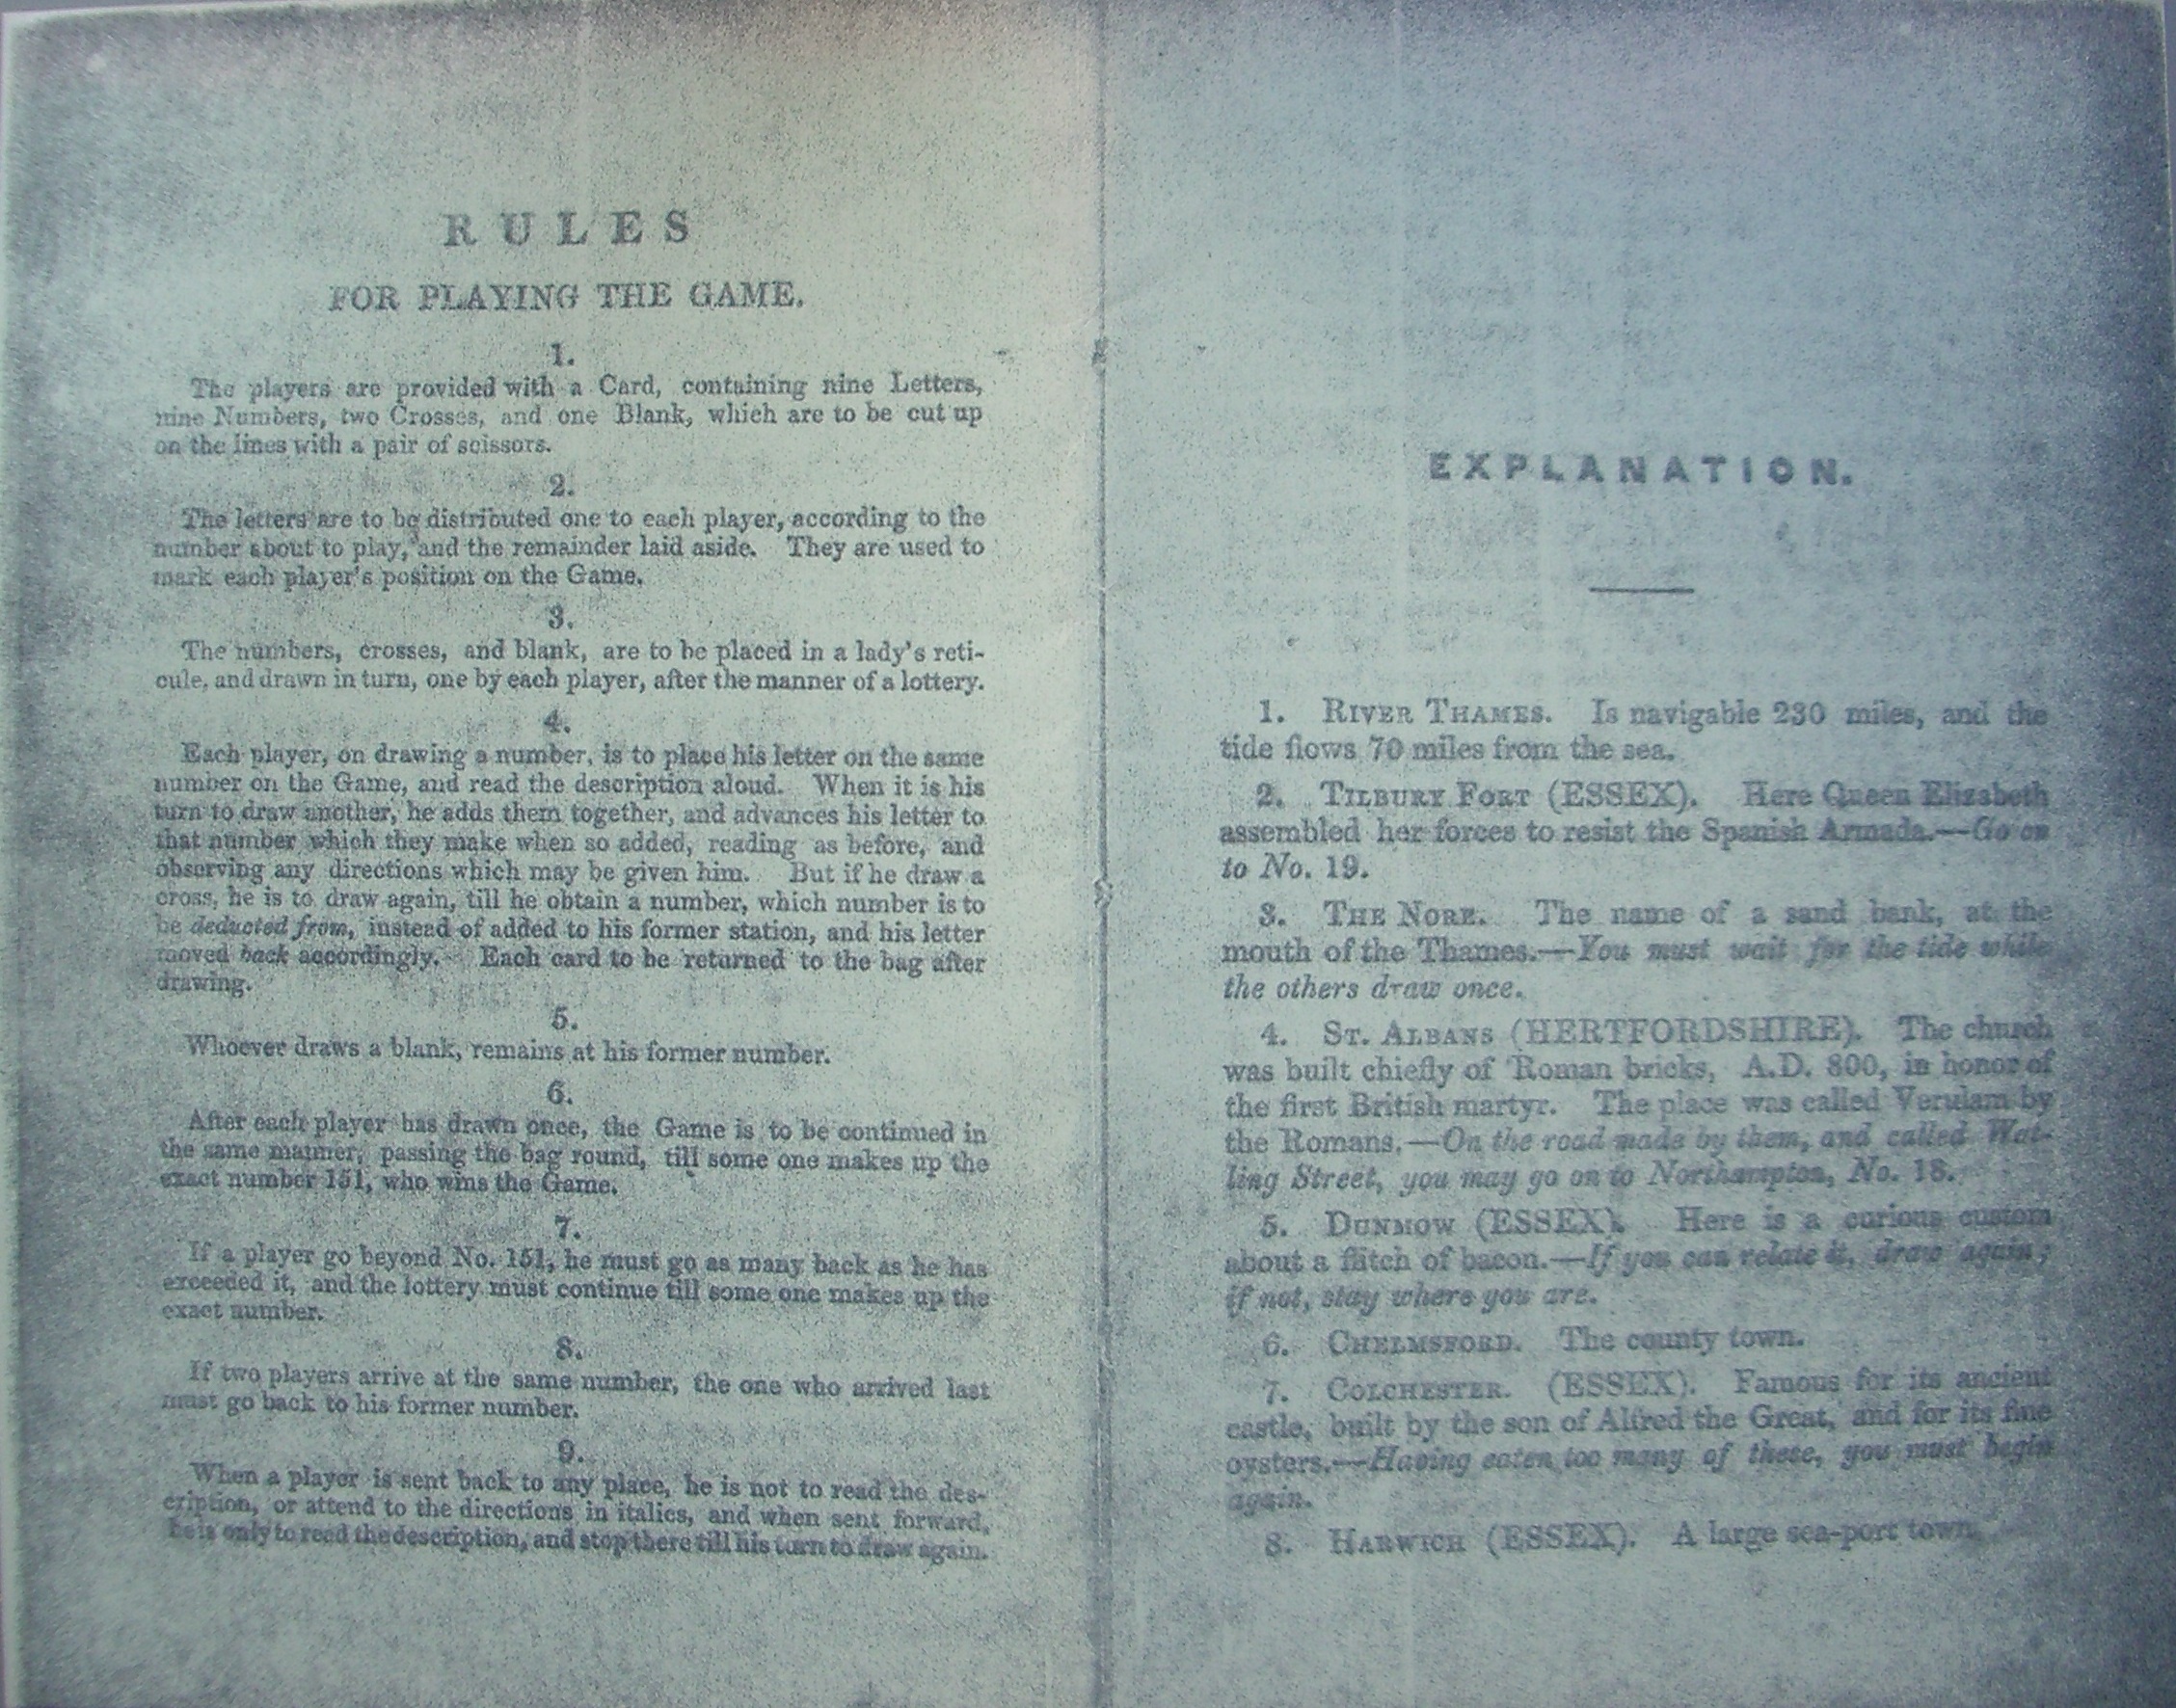 RULES
FOR PLAYING THE GAME.
1.
The players are provided with a Card, containing nine Letters,
nine Numbers, two Crosses, and one Blank, which are to be cut up
on the lines with a pair of scissors.
2.
The letters are to be distributed one to each player, according to the
number about to play, and the remainder laid aside. They are used to
mark each player's position on the Game.
3.
The numbers, crosses, and blank, are to be placed in a lady's reti-
cule, and drawn in turn, one by each player, after the manner of a lottery.
4.
Each player, on drawing a number, is to place his letter on the same
number on the Game, and read the description aloud. When it is his
turn to draw another, he adds them together, and advances his letter to
that number which they make when so added, reading as before, and
observing any directions which may be given him. But if he draw a
cross, he is to draw again, till he obtain a number, which number is to
be deducted from, instead of added to his former station, and his letter
moved back accordingly. Each card to be returned to the bag after
drawing.
5.
Whoever draws a blank, remains at his former number.
6.
After each player has drawn once, the Game is to be continued in
the same manner, passing the bag round, till some one makes up the
exact number 151, who wins the Game.
7.
If a player go beyond No. 151, he must go as many back as he has
exceeded it, and the lottery must continue till some one makes up the
exact number.
8.
If two players arrive at the same number, the one who arrived last
must go back to his former number.
9.
When a player is sent back to any place, he is not to read the des-
cription, or attend to the directions in italics, and when sent forward,
he is only to read the description, and stop there till his turn to draw again.
EXPLANATION.
1. RIVER THAMES. Is navigable 230 miles, and the
tide flows 70 miles from the sea.
2. TILBURY FORT (ESSEX). Here Queen Elizabeth
assembled her forces to resist the Spanish Armada.—Go on
to No. 19.
3. THE NORE. The name of a sand bank, at the
mouth of the Thames.—You must wait for the tide while
the others draw once.
4. ST. ALBANS (HERTFORDSHIRE). The church
was built chiefly of Roman bricks, A.D. 800, in honor of
the first British martyr. The place was called Verulam by
the Romans.—On the road made by them, and called Wat-
ling Street, you may go on to Northampton, No. 18.
5. DUNMOW (ESSEX). Here is a curious custom
about a flitch of bacon.—If you can relate it, draw again;
if not, stay where you are.
6. CHELMSFORD. The county town.
7. COLCHESTER. (ESSEX). Famous for its ancient
castle, built by the son of Alfred the Great, and for its fine
oysters.—Having eaten too many of these, you must begin
again.
8. HARWICH (ESSEX). A large sea-port town.